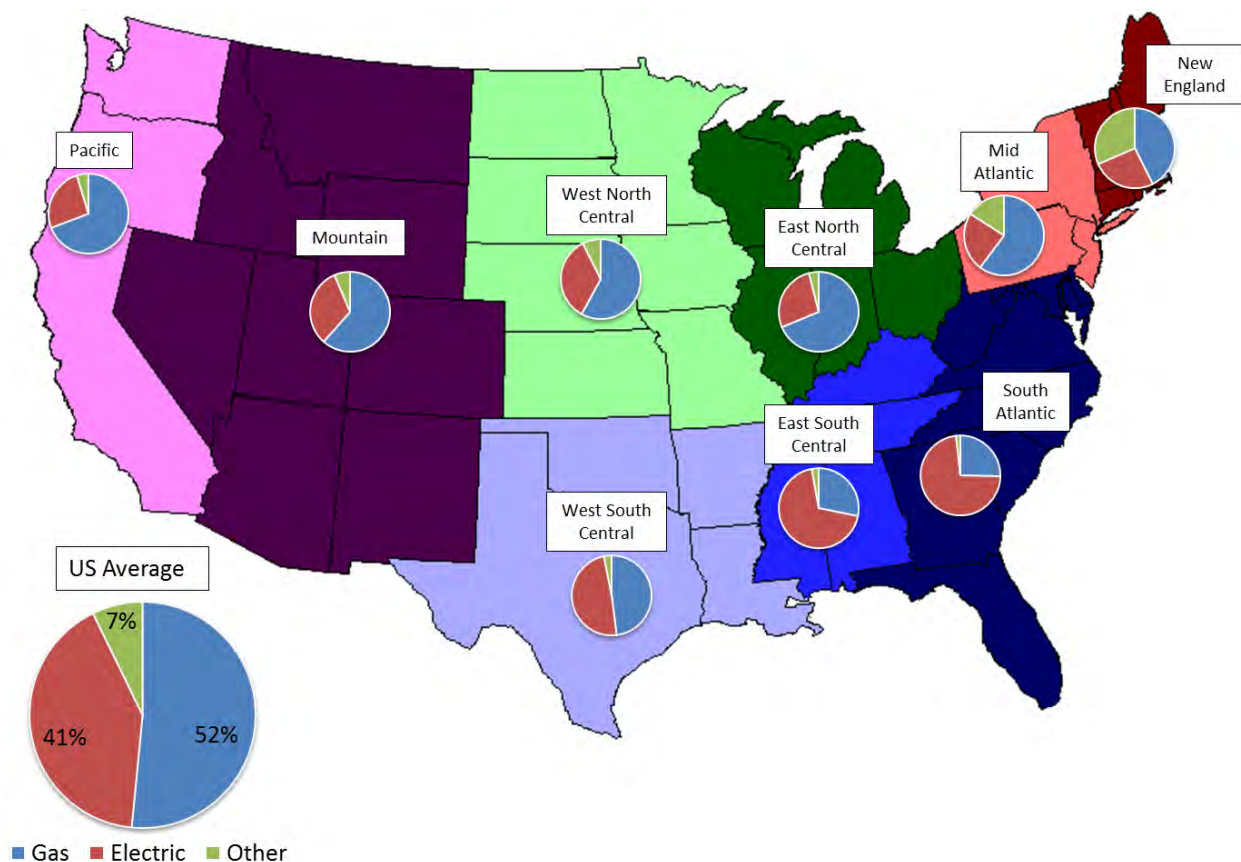 New
England
Pacific
Mid
Atlantic
West North
Central
Mountain
East North
Central
South
Atlantic
East South
Central
West South
Central
US Average
7%
41%
52%
Gas Electric Other